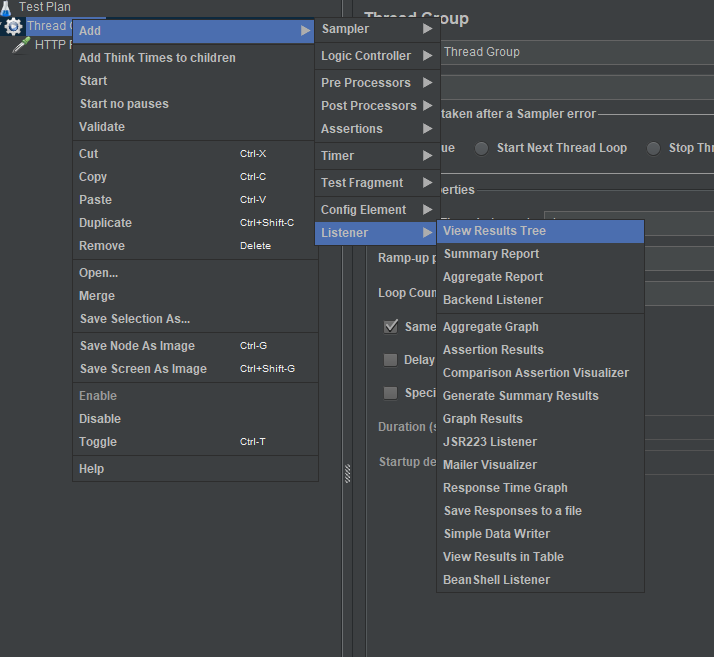 Test Plan
Thread
HTTP
Add
Add Think Times to children
Start
Start no pauses
Validate
Cut Ctrl-X
Copy Ctrl-C
Paste Ctrl-V
Duplicate Ctrl+Shift-C
Remove Delete
Open...
Merge
Save Selection As...
Save Node As Image Ctrl-G
Save Screen As Image Ctrl+Shift-G
Enable
Disable
Toggle Ctrl-T
Help
Sampler
Logic Controller
Pre Processors
Post Processors
Assertions
Timer
Test Fragment
Config Element
Listener
View Results Tree
Summary Report
Aggregate Report
Backend Listener
Aggregate Graph
Assertion Results
Comparison Assertion Visualizer
Generate Summary Results
Graph Results
JSR223 Listener
Mailer Visualizer
Response Time Graph
Save Responses to a file
Simple Data Writer
View Results in Table
BeanShell Listener
Thread Group
Thread Group
taken after a Sampler error
ue Start Next Thread Loop Stop Thr
perties
Ramp-up p
Loop Coun
Same
Delay
Speci
Duration (s
Startup de